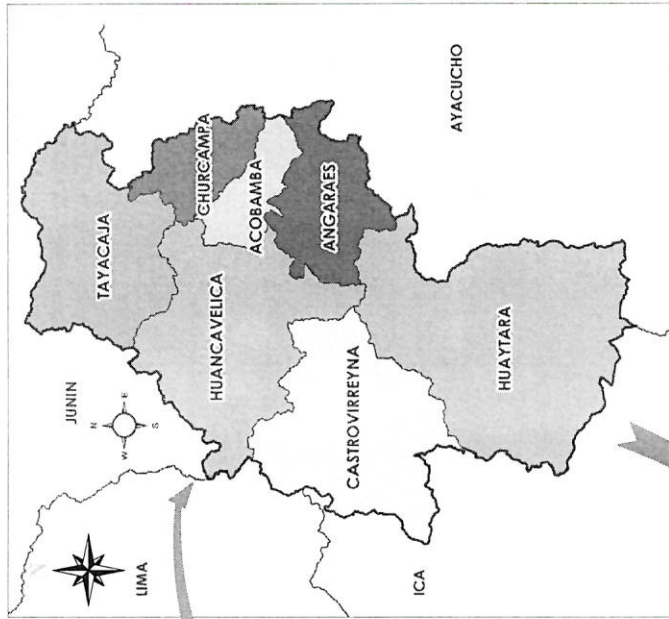 JUNIN
N
W
E
S
LIMA
TAYACAJA
CHURCAMPA
HUANCAVELICA
ACOBAMBA
ANGARAES
AYACUCHO
CASTROVIRREYNA
HUAYTARA
ICA